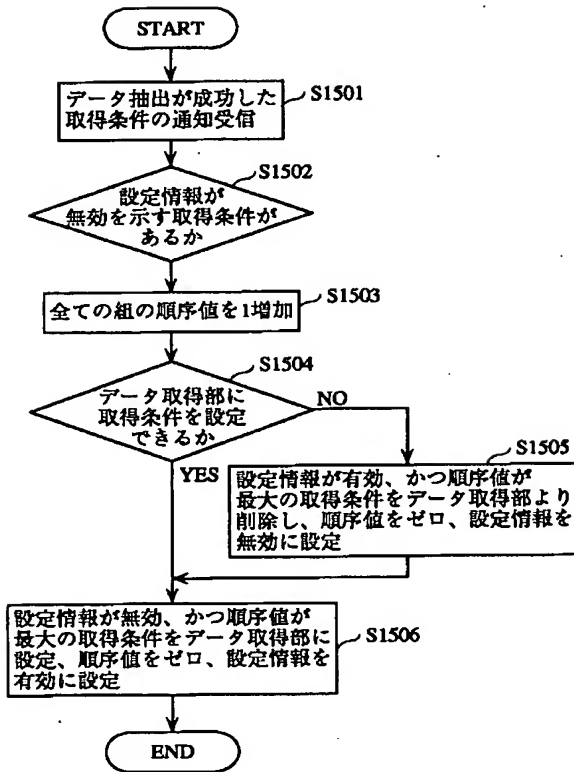 START
データ抽出が成功した
取得条件の通知受信
S1501
S1502
設定情報が
無効を示す取得条件が
あるか
全ての組の順序値を1増加
S1503
S1504
データ取得部に
取得条件を設定
できるか
NO
YES
S1505
設定情報が有効、かつ順序値が
最大の取得条件をデータ取得部より
削除し、順序値をゼロ、設定情報を
無効に設定
設定情報が無効、かつ順序値が
最大の取得条件をデータ取得部に
設定、順序値をゼロ、設定情報を
有効に設定
S1506
END